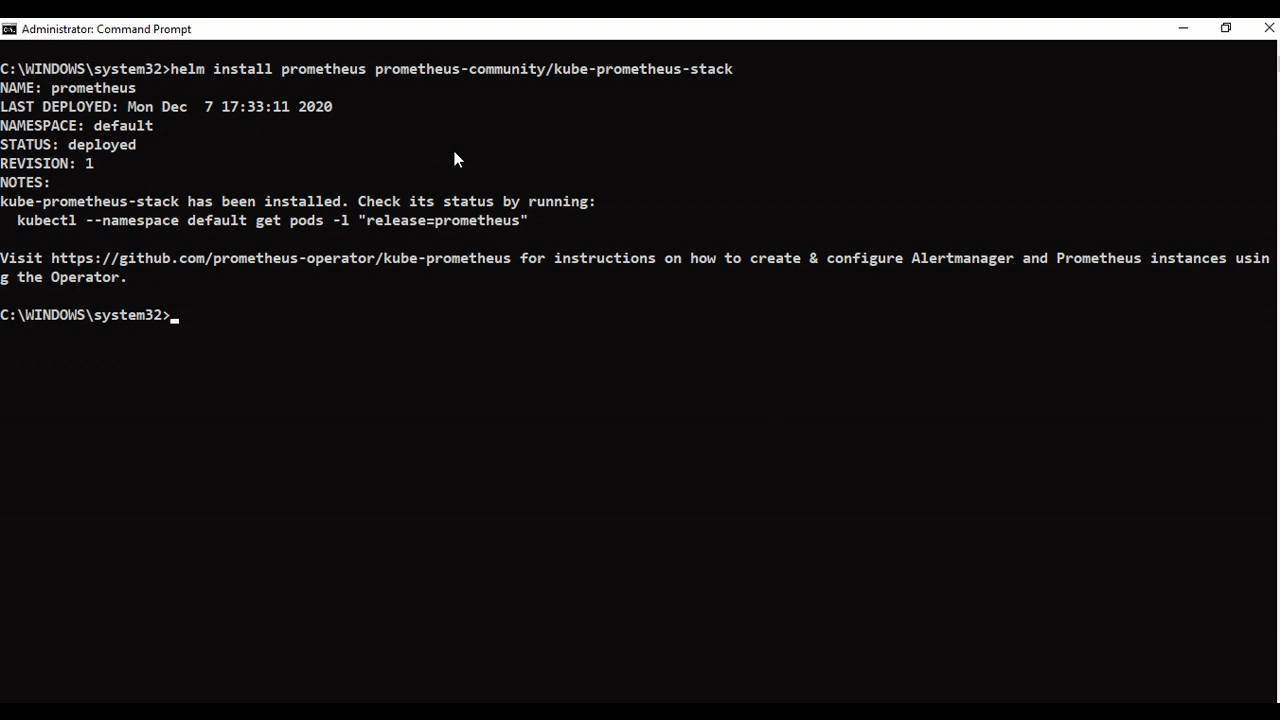 Administrator: Command Prompt
C:\WINDOWS\system32>helm install prometheus prometheus-community/kube-prometheus-stack
NAME: prometheus
LAST DEPLOYED: Mon Dec  7 17:33:11 2020
NAMESPACE: default
STATUS: deployed
REVISION: 1
NOTES:
kube-prometheus-stack has been installed. Check its status by running:
  kubectl --namespace default get pods -l "release=prometheus"
Visit https://github.com/prometheus-operator/kube-prometheus for instructions on how to create & configure Alertmanager and Prometheus instances usin
g the Operator.
C:\WINDOWS\system32>